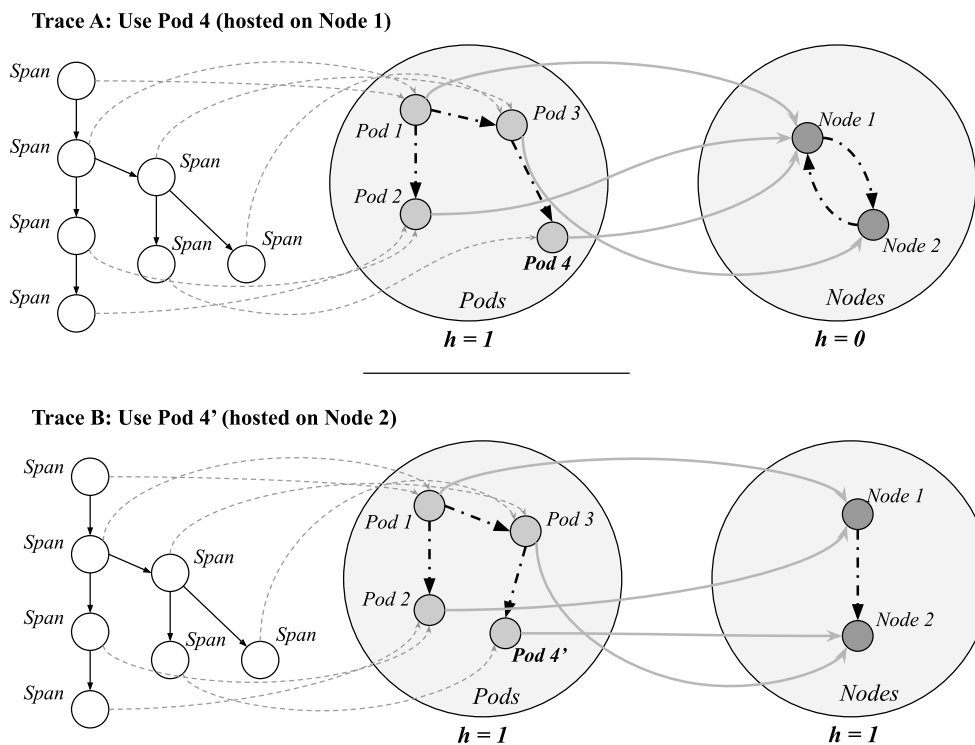 Trace A: Use Pod 4 (hosted on Node 1)
Span
Span
Span
Span
Span
Span
Span
Pod 1
Pod 3
Pod 2
Pod 4
Pods
h = 1
Node 1
Node 2
Nodes
h = 0
Trace B: Use Pod 4’ (hosted on Node 2)
Span
Span
Span
Span
Span
Span
Span
Pod 1
Pod 3
Pod 2
Pod 4’
Pods
h = 1
Node 1
Node 2
Nodes
h = 1